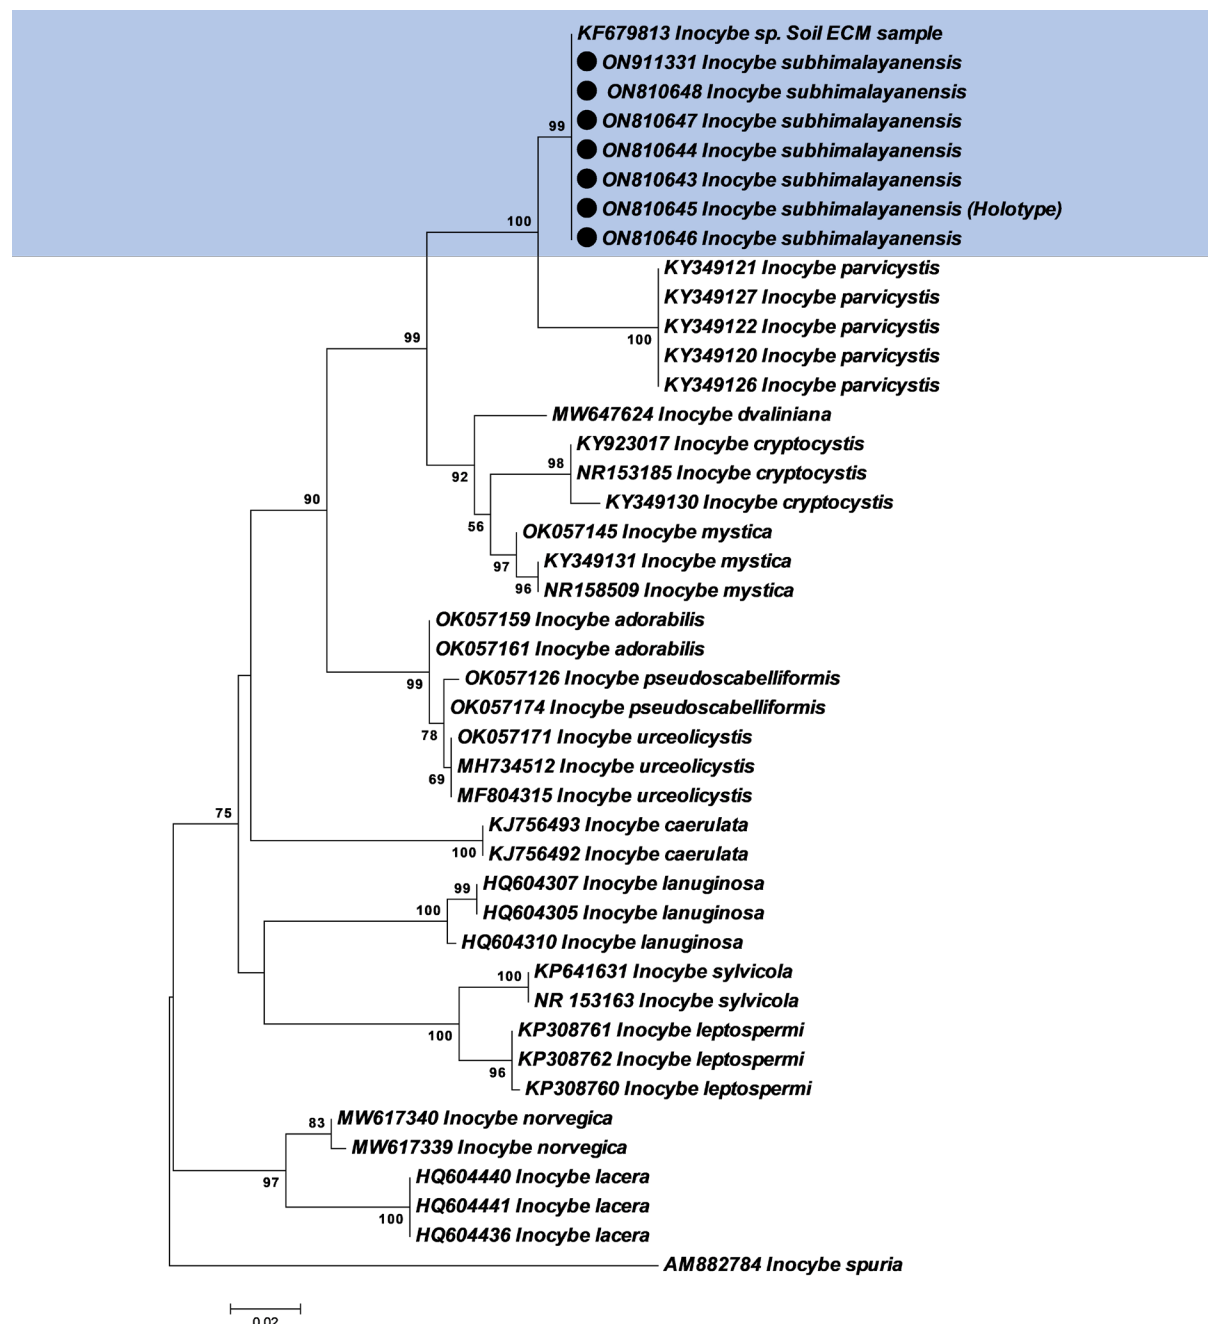 KF679813 Inocybe sp. Soil ECM sample
ON911331 Inocybe subhimalayanensis
ON810648 Inocybe subhimalayanensis
99
ON810647 Inocybe subhimalayanensis
ON810644 Inocybe subhimalayanensis
ON810643 Inocybe subhimalayanensis
ON810645 Inocybe subhimalayanensis (Holotype)
100
ON810646 Inocybe subhimalayanensis
KY349121 Inocybe parvicystis
KY349127 Inocybe parvicystis
KY349122 Inocybe parvicystis
99
100
KY349120 Inocybe parvicystis
KY349126 Inocybe parvicystis
MW647624 Inocybe dvaliniana
KY923017 Inocybe cryptocystis
98
NR153185 Inocybe cryptocystis
92
KY349130 Inocybe cryptocystis
90
56
OK057145 Inocybe mystica
KY349131 Inocybe mystica
97
NR158509 Inocybe mystica
96
OK057159 Inocybe adorabilis
OK057161 Inocybe adorabilis
99
OK057126 Inocybe pseudoscabelliformis
OK057174 Inocybe pseudoscabelliformis
78
OK057171 Inocybe urceolicystis
MH734512 Inocybe urceolicystis
69
MF804315 Inocybe urceolicystis
75
KJ756493 Inocybe caerulata
100
KJ756492 Inocybe caerulata
99
HQ604307 Inocybe lanuginosa
100
HQ604305 Inocybe lanuginosa
HQ604310 Inocybe lanuginosa
100
KP641631 Inocybe sylvicola
NR 153163 Inocybe sylvicola
100
KP308761 Inocybe leptospermi
KP308762 Inocybe leptospermi
96
KP308760 Inocybe leptospermi
83
MW617340 Inocybe norvegica
MW617339 Inocybe norvegica
97
HQ604440 Inocybe lacera
HQ604441 Inocybe lacera
100
HQ604436 Inocybe lacera
AM882784 Inocybe spuria
0.02